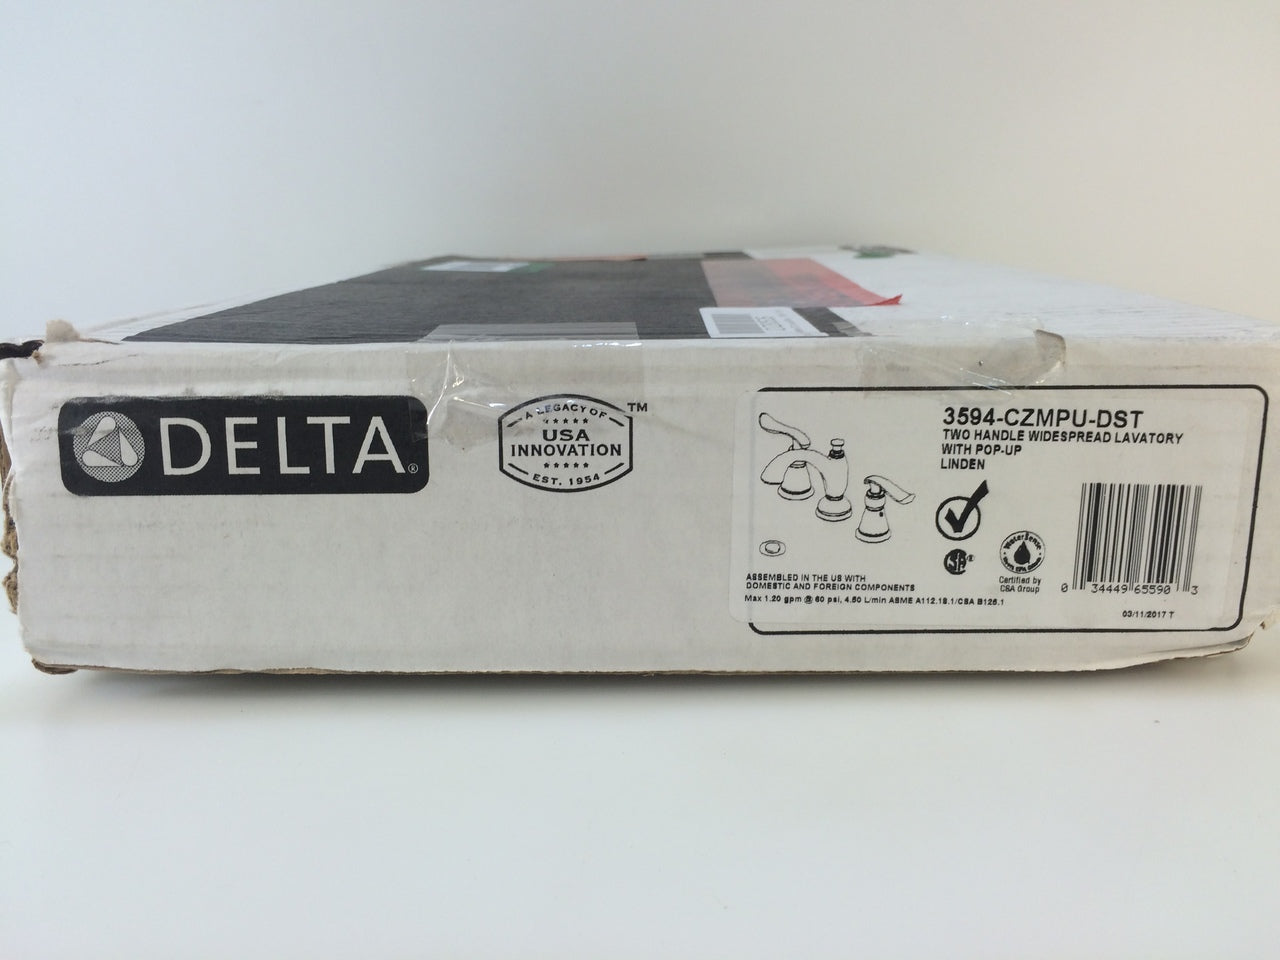 DELTA®
A LEGACY OF
USA
INNOVATION
EST. 1954
TM
3594-CZMPU-DST
TWO HANDLE WIDESPREAD LAVATORY
WITH POP-UP
LINDEN
WaterSense
Certified by
CSA Group
0 34449 65590 3
ASSEMBLED IN THE US WITH
DOMESTIC AND FOREIGN COMPONENTS
Max 1.20 gpm @ 60 psi, 4.50 L/min ASME A112.18.1/CSA B125.1
03/11/2017 T